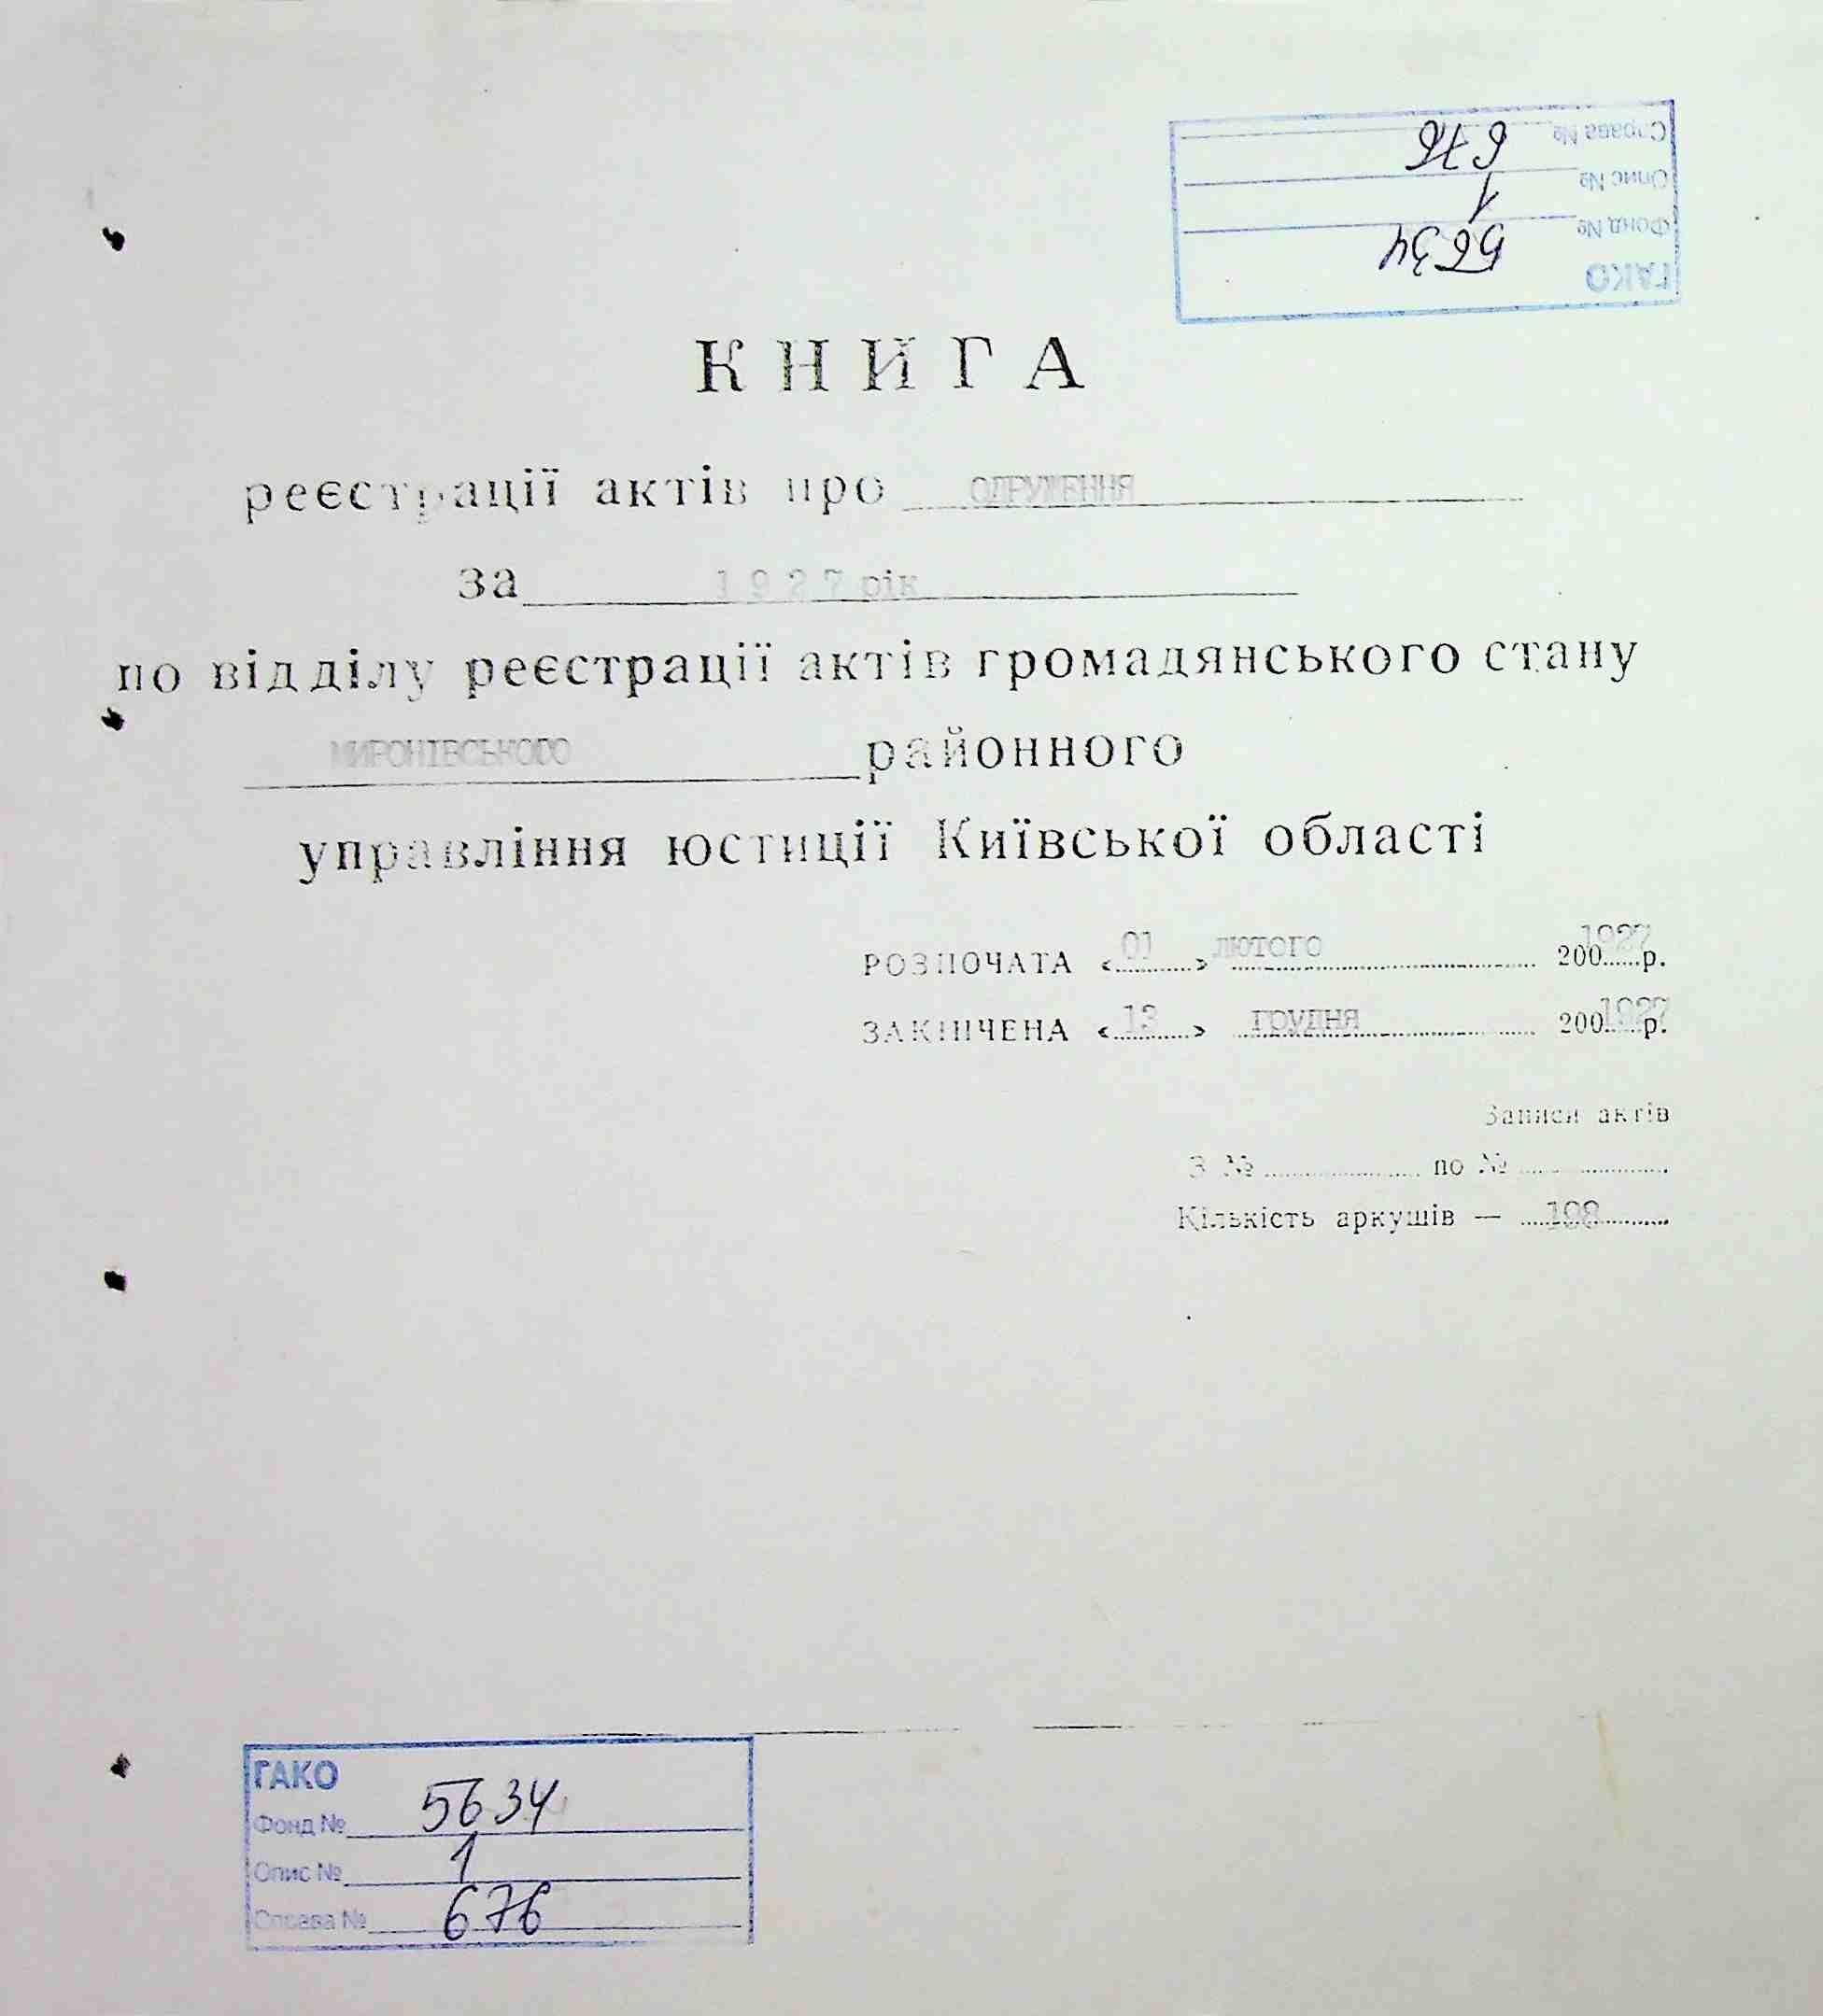 ГАКО
Фонд № 5634
Опис № 1
Справа № 676
КНИГА
реєстрації актів про ОДРУЖЕННЯ
за 1927 рік
по відділу реєстрації актів громадянського стану
МИРОНІВСЬКОГО районного
управління юстиції Київської області
РОЗПОЧАТА «01» ЛЮТОГО 1927 200 р.
ЗАКІНЧЕНА «13» ГРУДНЯ 1927 200 р.
Записи актів
З № по №
Кількість аркушів — 198
ГАКО
Фонд № 5634
Опис № 1
Справа № 676